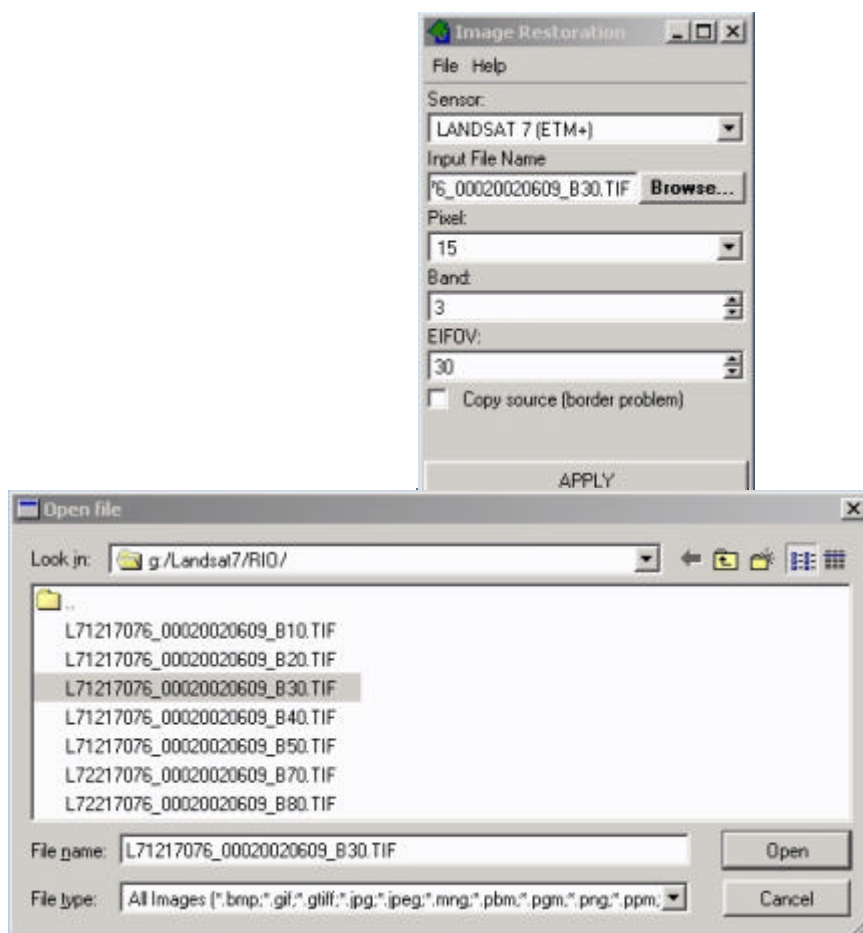 Image Restoration
File Help
Sensor:
LANDSAT 7 (ETM+)
Input File Name
76_00020020609_B30.TIF Browse...
Pixel:
15
Band:
3
EIFOV:
30
Copy source (border problem)
APPLY
Open file
Look in: g:/Landsat7/RIO/
..
L71217076_00020020609_B10.TIF
L71217076_00020020609_B20.TIF
L71217076_00020020609_B30.TIF
L71217076_00020020609_B40.TIF
L71217076_00020020609_B50.TIF
L72217076_00020020609_B70.TIF
L72217076_00020020609_B80.TIF
File name: L71217076_00020020609_B30.TIF Open
File type: All Images (*.bmp;*.gif;*.gtiff;*.jpg;*.jpeg;*.mng;*.pbm;*.pgm;*.png;*.ppm; Cancel